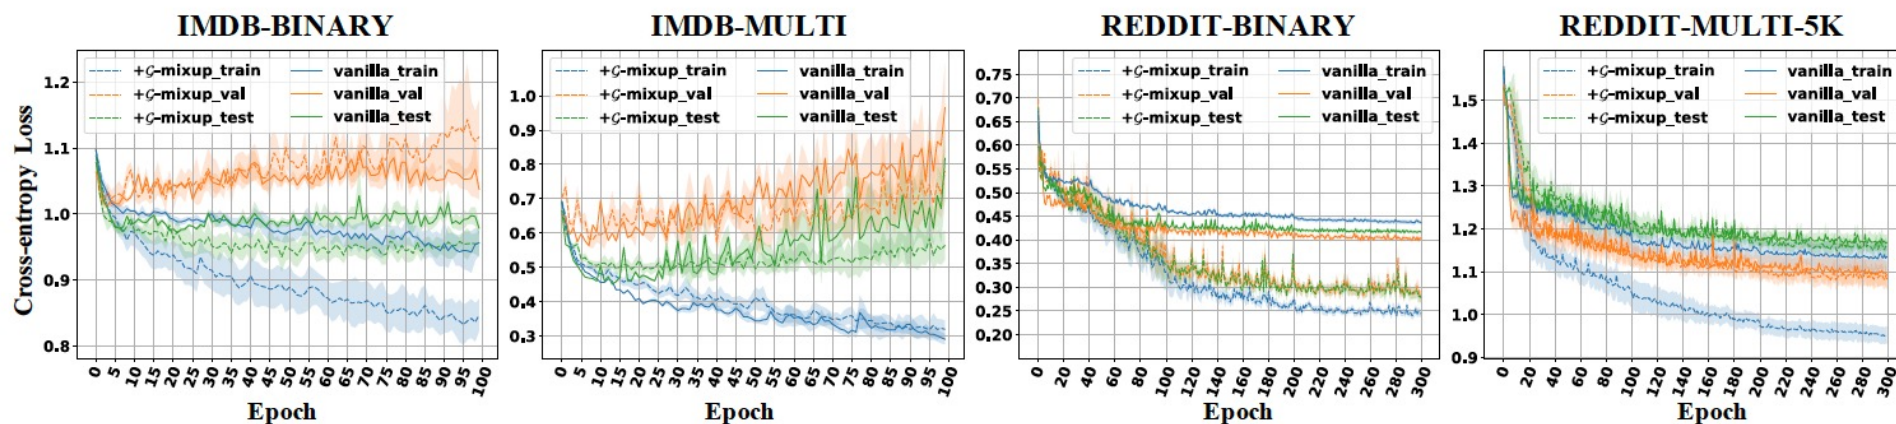 IMDB-BINARY
IMDB-MULTI
REDDIT-BINARY
REDDIT-MULTI-5K
Cross-entropy Loss
1.2
1.1
1.0
0.9
0.8
+𝒢-mixup_train
+𝒢-mixup_val
+𝒢-mixup_test
vanilla_train
vanilla_val
vanilla_test
0 5 10 15 20 25 30 35 40 45 50 55 60 65 70 75 80 85 90 95 100
Epoch
1.0
0.9
0.8
0.7
0.6
0.5
0.4
0.3
+𝒢-mixup_train
+𝒢-mixup_val
+𝒢-mixup_test
vanilla_train
vanilla_val
vanilla_test
0 5 10 15 20 25 30 35 40 45 50 55 60 65 70 75 80 85 90 95 100
Epoch
0.75
0.70
0.65
0.60
0.55
0.50
0.45
0.40
0.35
0.30
0.25
0.20
+𝒢-mixup_train
+𝒢-mixup_val
+𝒢-mixup_test
vanilla_train
vanilla_val
vanilla_test
0 20 40 60 80 100 120 140 160 180 200 220 240 260 280 300
Epoch
1.5
1.4
1.3
1.2
1.1
1.0
0.9
+𝒢-mixup_train
+𝒢-mixup_val
+𝒢-mixup_test
vanilla_train
vanilla_val
vanilla_test
0 20 40 60 80 100 120 140 160 180 200 220 240 260 280 300
Epoch